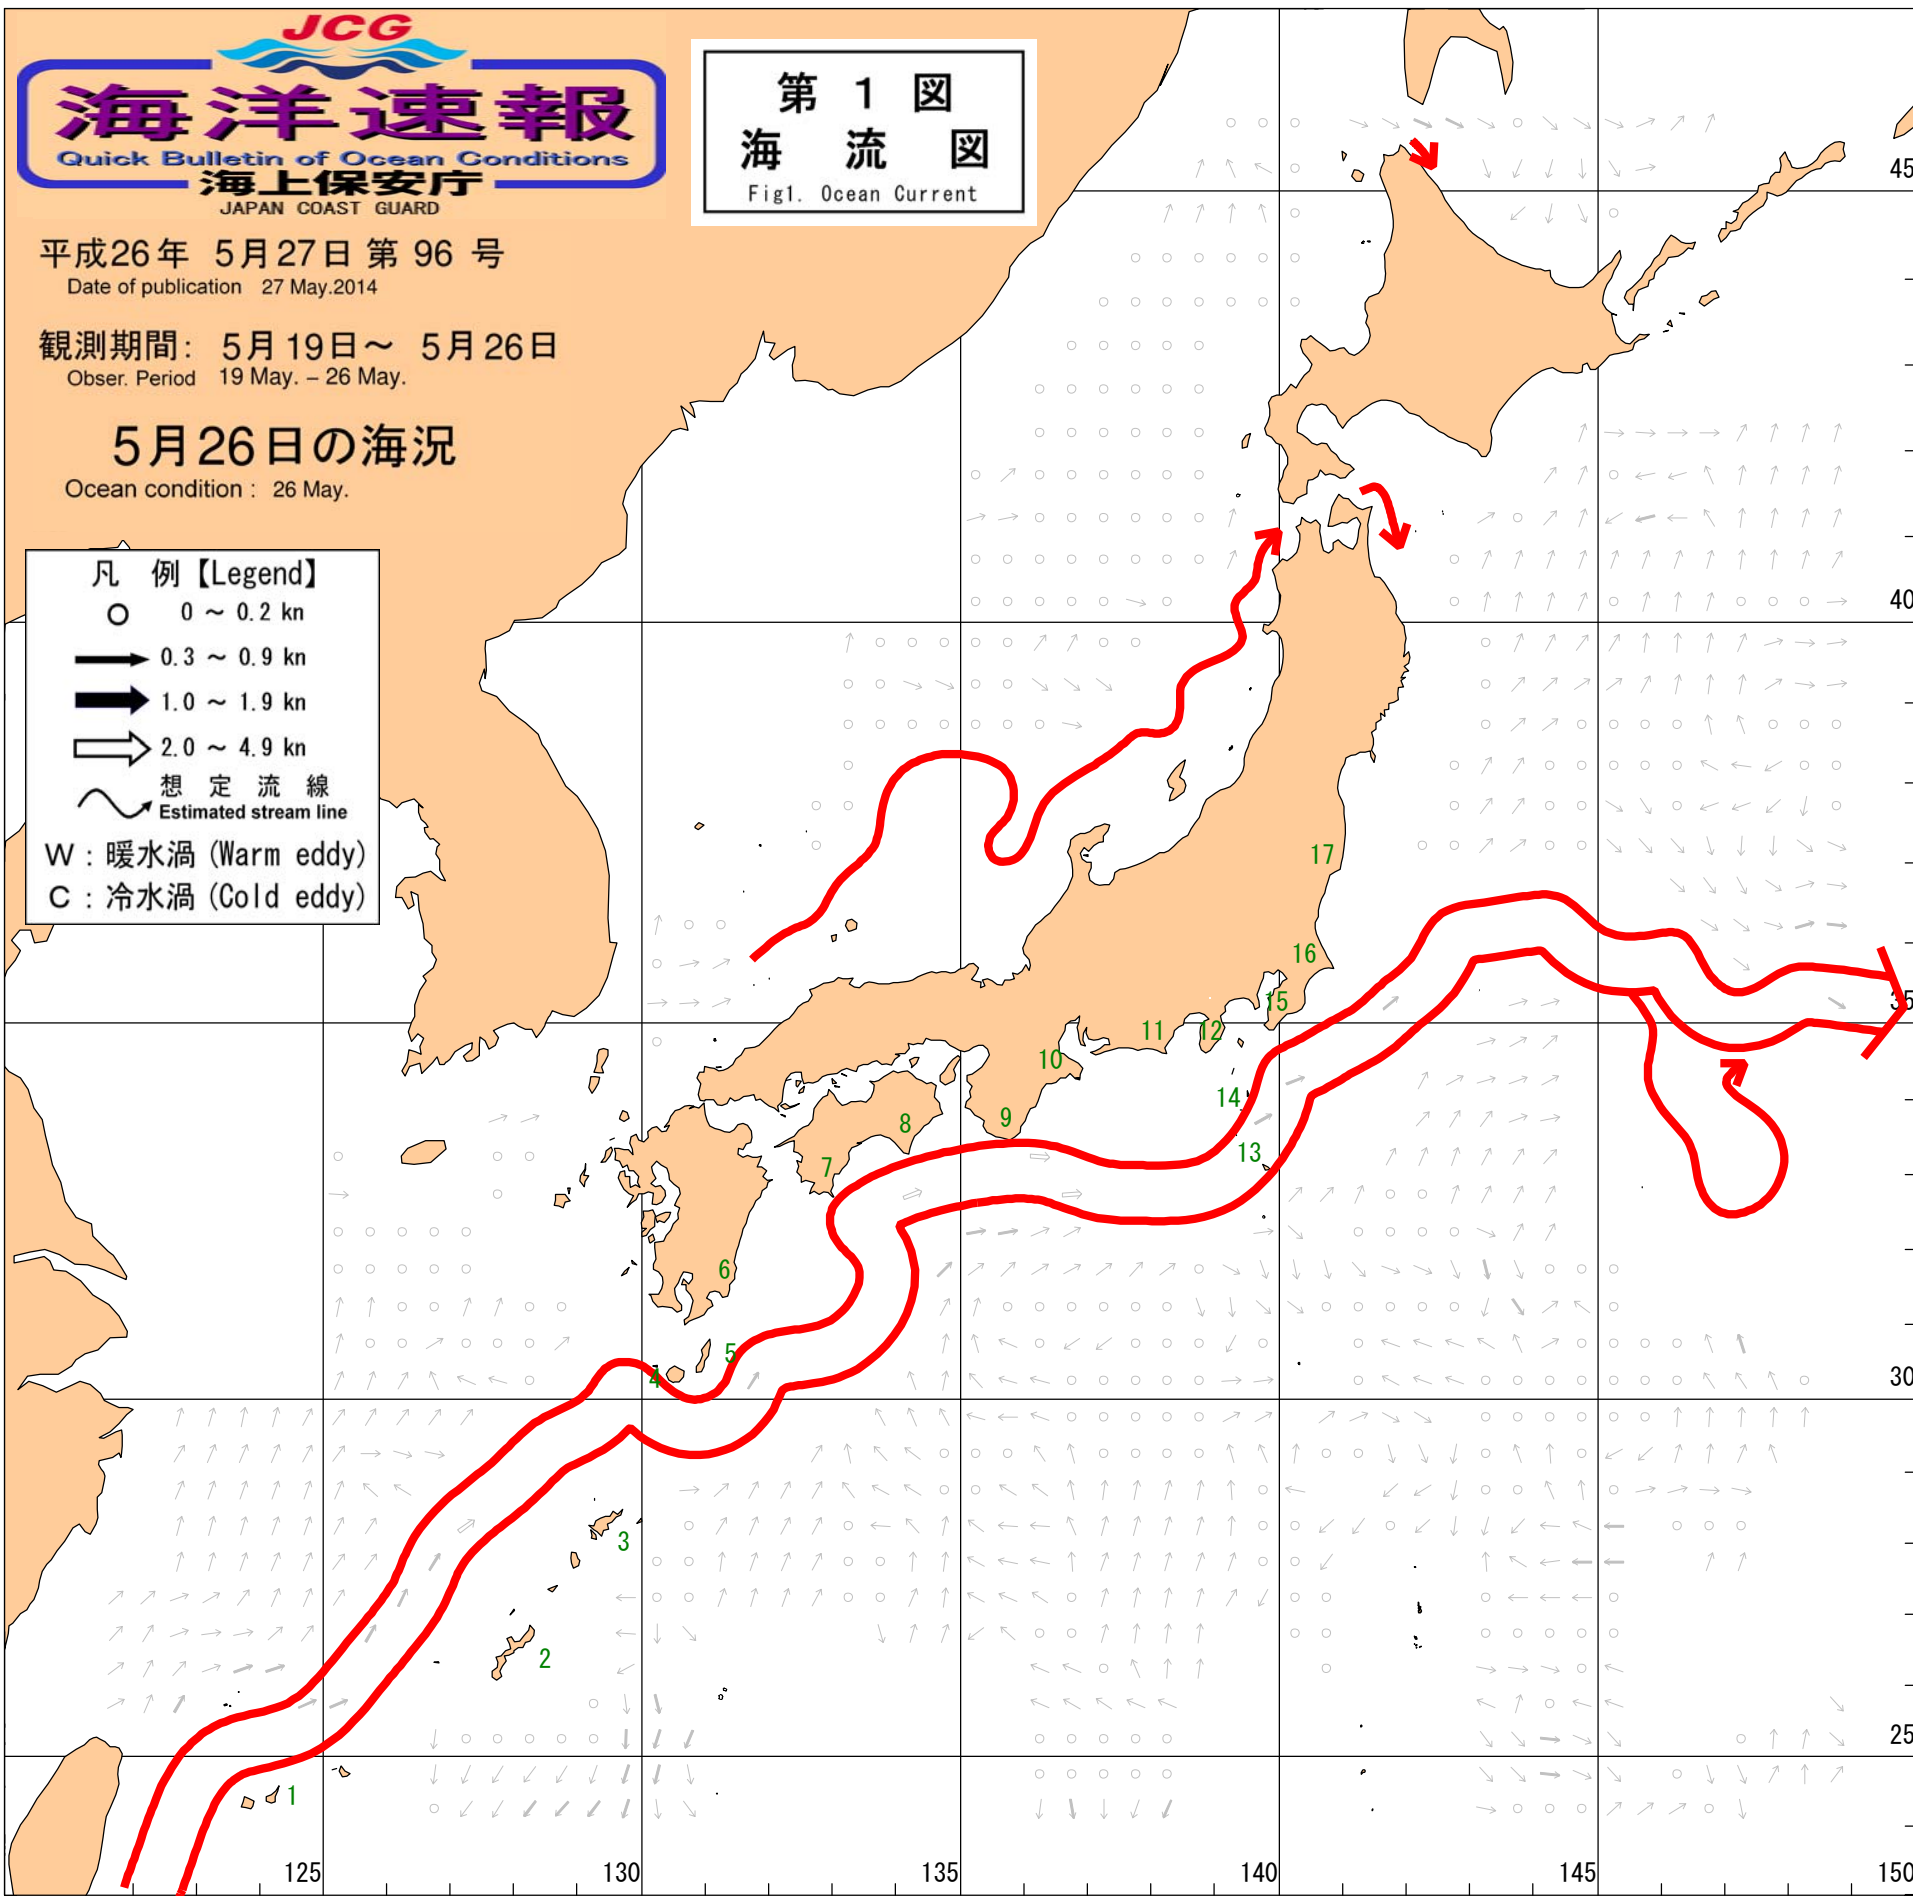 JCG
海洋速報
Quick Bulletin of Ocean Conditions
海上保安庁
JAPAN COAST GUARD
第 1 図
海 流 図
Fig1. Ocean Current
平成26年 5月27日 第 96 号
Date of publication 27 May.2014
観測期間: 5月19日～ 5月26日
Obser. Period 19 May. – 26 May.
5月26日の海況
Ocean condition : 26 May.
凡 例【Legend】
0 ～ 0.2 kn
0.3 ～ 0.9 kn
1.0 ～ 1.9 kn
2.0 ～ 4.9 kn
想 定 流 線
Estimated stream line
W : 暖水渦 (Warm eddy)
C : 冷水渦 (Cold eddy)
45
40
35
30
25
17
16
15
12
11
10
14
13
9
8
7
6
5
4
3
2
1
125
130
135
140
145
150